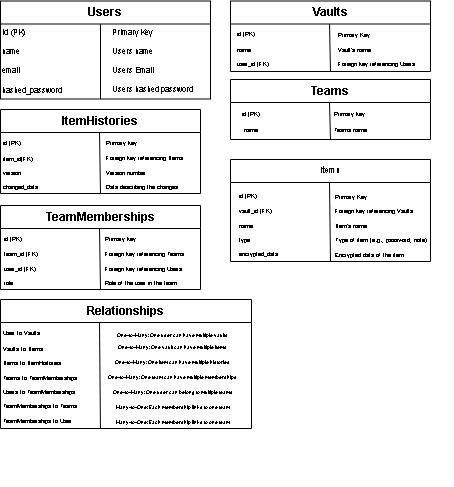 Users
id (PK) Primary Key
name Users name
email Users Email
hashed_password Users hashed password
Vaults
id (PK) Primary Key
name Vault's name
user_id (FK) Foreign key referencing Users
Teams
id (PK) Primary key
name Teams name
ItemHistories
id (PK) Primary key
item_id(FK) Foreign key referencing Items
version Version number
changed_data Data describing the changes
Items
id (PK) Primary Key
vault_id (FK) Foreign key referencing Vaults
name Item's name
type Type of item (e.g., password, note)
encrypted_data Encrypted data of the item
TeamMemberships
id (PK) Primary key
team_id (FK) Foreign key referencing Teams
user_id (FK) Foreign key referencing Users
role Role of the user in the team
Relationships
User to Vaults One-to-Many: One user can have multiple vaults
Vaults to Items One-to-Many: One vault can have multiple items
Items to ItemHistories One-to-Many: One item can have multiple histories
Teams to TeamMemberships One-to-Many: One team can have multiple memberships
Users to TeamMemberships One-to-Many: One user can belong to multiple teams
TeamMemberships to Teams Many-to-One: Each membership links to one team
TeamMemberships to User Many-to-One: Each membership links to one team